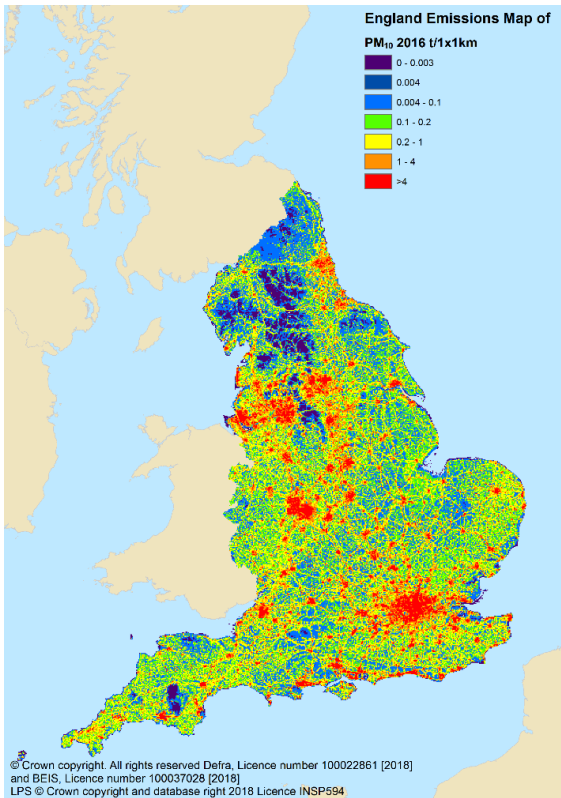 England Emissions Map of
PM₁₀ 2016 t/1x1km
0 - 0.003
0.004
0.004 - 0.1
0.1 - 0.2
0.2 - 1
1 - 4
>4
© Crown copyright. All rights reserved Defra, Licence number 100022861 [2018]
and BEIS, Licence number 100037028 [2018]
LPS © Crown copyright and database right 2018 Licence INSP594